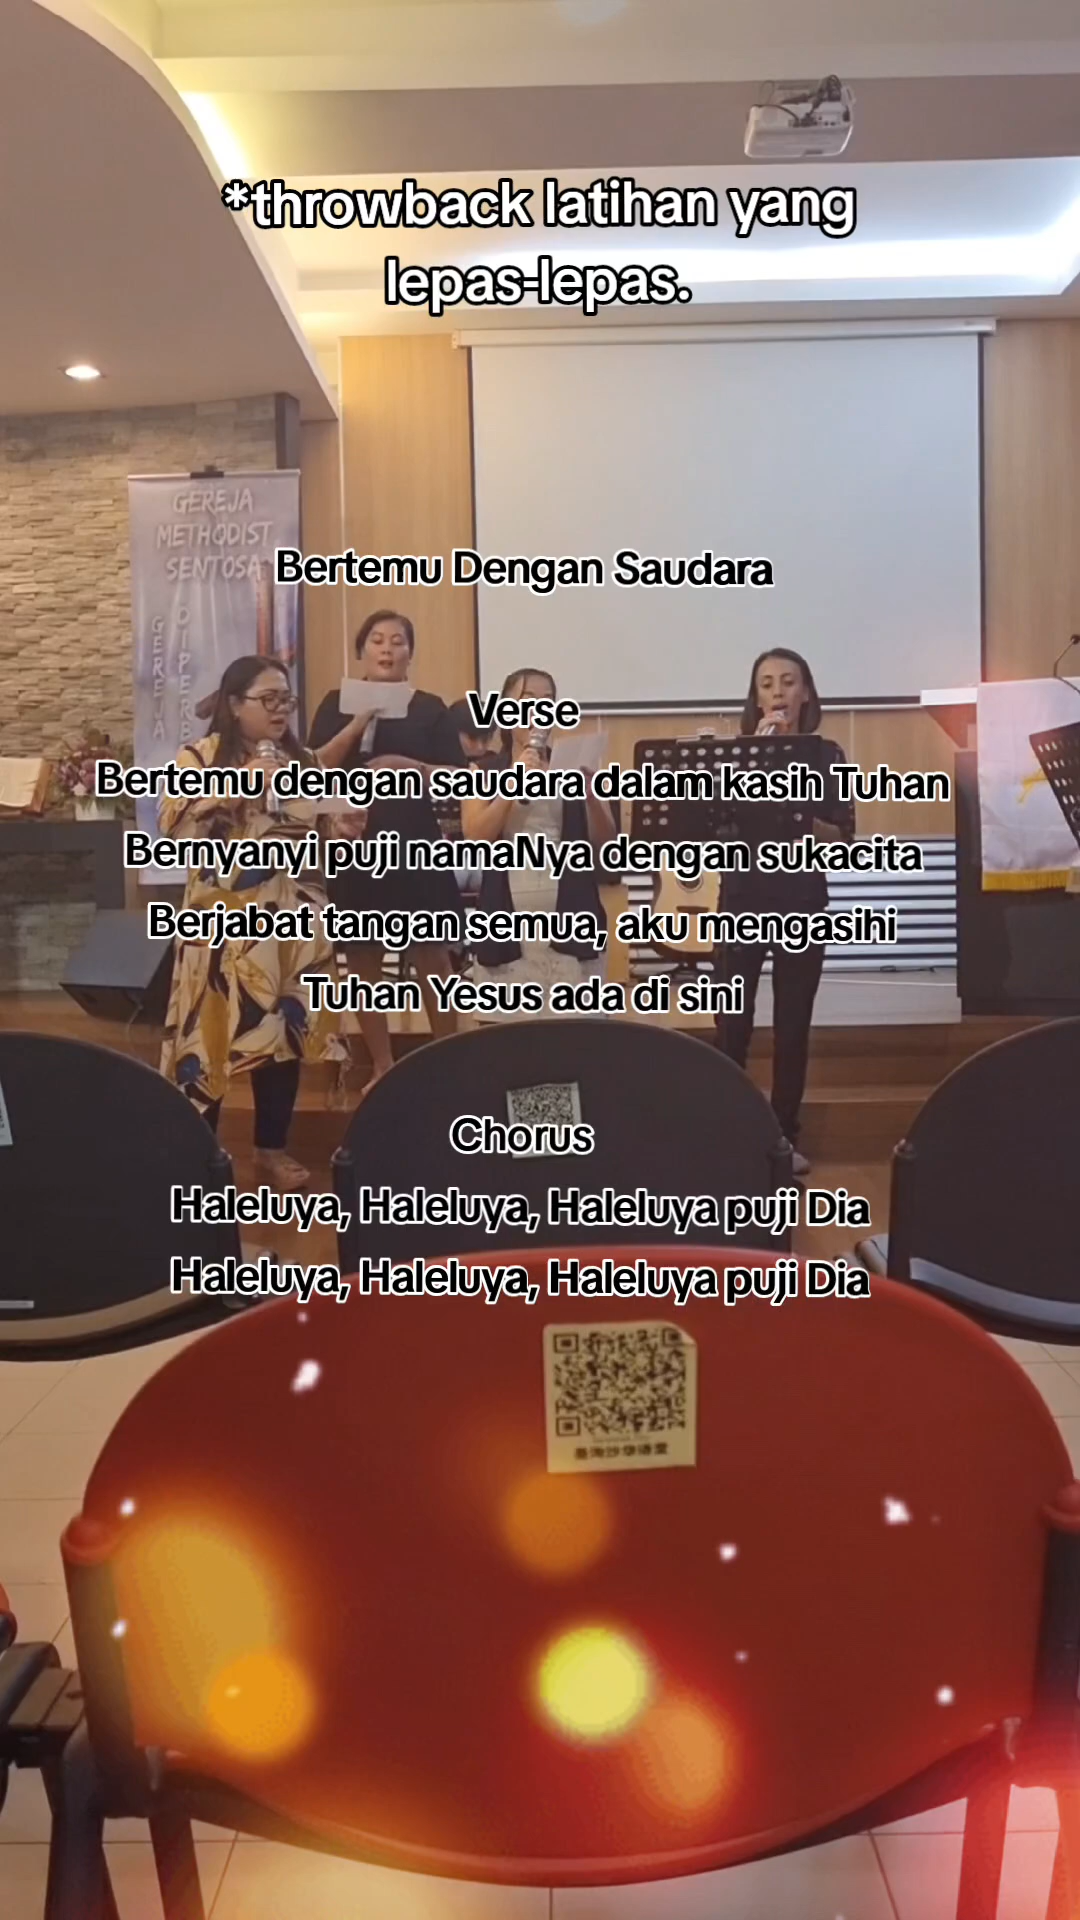 *throwback latihan yang
lepas-lepas.
GEREJA
METHODIST
SENTOSA
GEREJA
DIPERB
Bertemu Dengan Saudara
Verse
Bertemu dengan saudara dalam kasih Tuhan
Bernyanyi puji namaNya dengan sukacita
Berjabat tangan semua, aku mengasihi
Tuhan Yesus ada di sini
Chorus
Haleluya, Haleluya, Haleluya puji Dia
Haleluya, Haleluya, Haleluya puji Dia